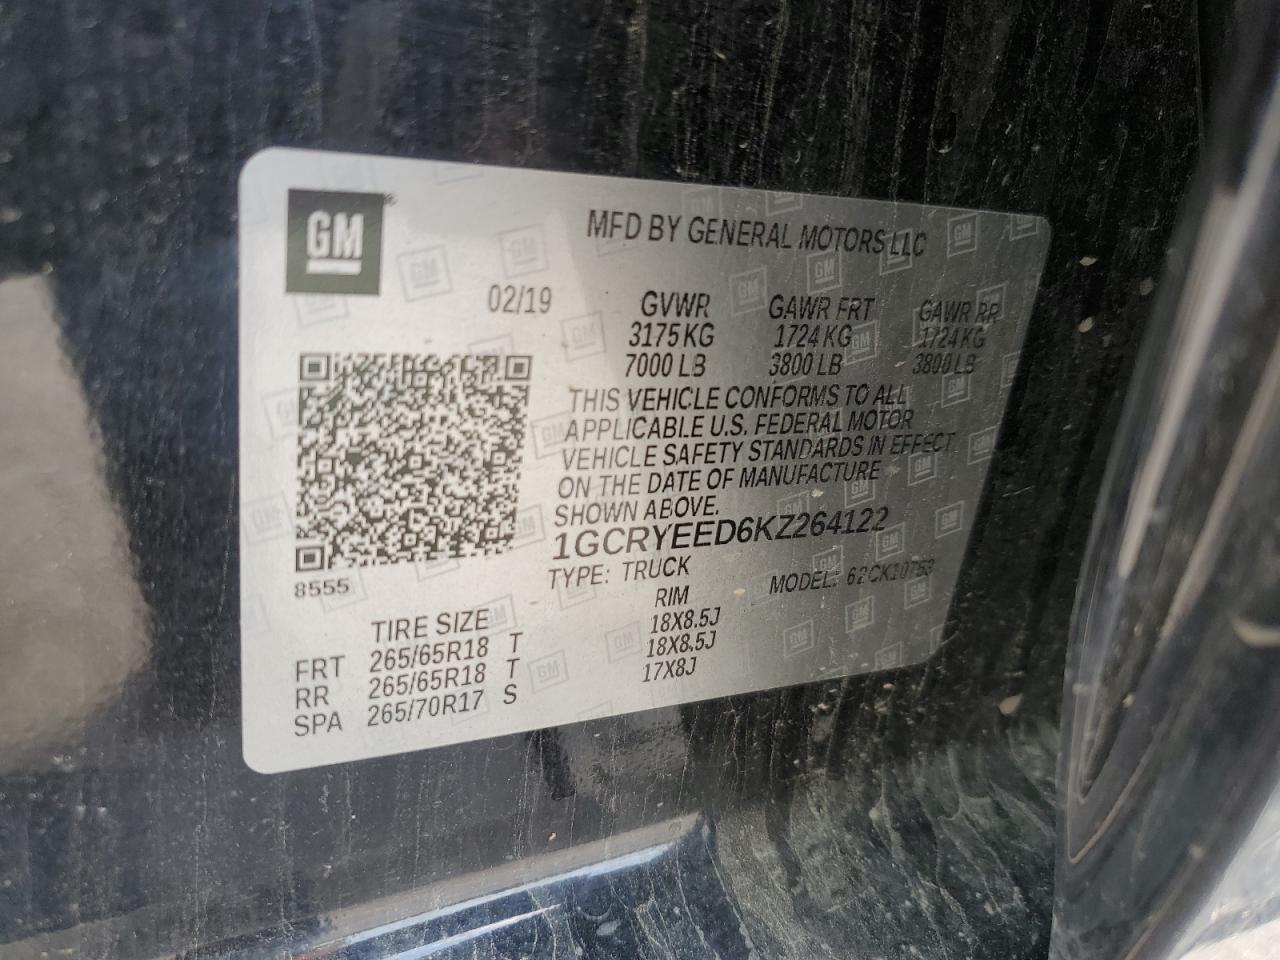 GM
MFD BY GENERAL MOTORS LLC
02/19 GVWR GAWR FRT GAWR RR
3175 KG 1724 KG 1724 KG
7000 LB 3800 LB 3800 LB
THIS VEHICLE CONFORMS TO ALL
APPLICABLE U.S. FEDERAL MOTOR
VEHICLE SAFETY STANDARDS IN EFFECT
ON THE DATE OF MANUFACTURE
SHOWN ABOVE.
1GCRYEED6KZ264122
8555
TYPE: TRUCK MODEL: 62CK10753
TIRE SIZE RIM
FRT 265/65R18 T 18X8.5J
RR 265/65R18 T 18X8.5J
SPA 265/70R17 S 17X8J